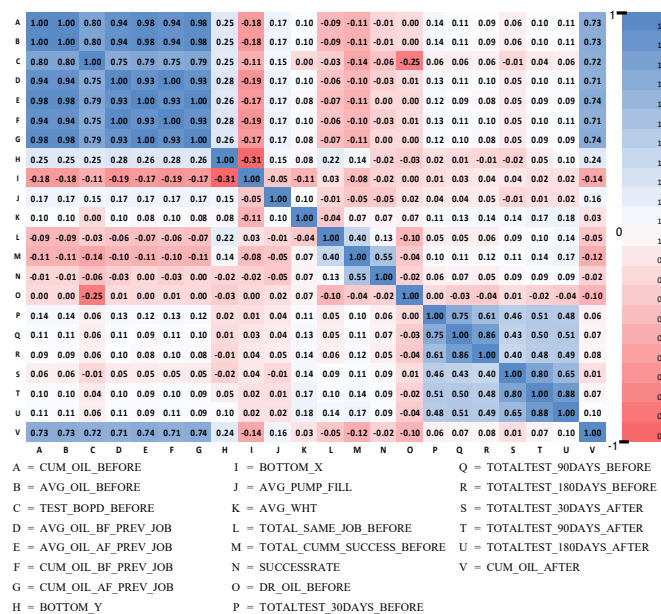 A 1.00 1.00 0.80 0.94 0.98 0.94 0.98 0.25 -0.18 0.17 0.10 -0.09 -0.11 -0.01 0.00 0.14 0.11 0.09 0.06 0.10 0.11 0.73 1
B 1.00 1.00 0.80 0.94 0.98 0.94 0.98 0.25 -0.18 0.17 0.10 -0.09 -0.11 -0.01 0.00 0.14 0.11 0.09 0.06 0.10 0.11 0.73
C 0.80 0.80 1.00 0.75 0.79 0.75 0.79 0.25 -0.11 0.15 0.00 -0.03 -0.14 -0.06 -0.25 0.06 0.06 0.06 -0.01 0.04 0.06 0.72
D 0.94 0.94 0.75 1.00 0.93 1.00 0.93 0.28 -0.19 0.17 0.10 -0.06 -0.10 -0.03 0.01 0.13 0.11 0.10 0.05 0.10 0.11 0.71
E 0.98 0.98 0.79 0.93 1.00 0.93 1.00 0.26 -0.17 0.17 0.08 -0.07 -0.11 0.00 0.00 0.12 0.09 0.08 0.05 0.09 0.09 0.74
F 0.94 0.94 0.75 1.00 0.93 1.00 0.93 0.28 -0.19 0.17 0.10 -0.06 -0.10 -0.03 0.01 0.13 0.11 0.10 0.05 0.10 0.11 0.71
G 0.98 0.98 0.79 0.93 1.00 0.93 1.00 0.26 -0.17 0.17 0.08 -0.07 -0.11 0.00 0.00 0.12 0.10 0.08 0.05 0.09 0.09 0.74
H 0.25 0.25 0.25 0.28 0.26 0.28 0.26 1.00 -0.31 0.15 0.08 0.22 0.14 -0.02 -0.03 0.02 0.01 -0.01 -0.02 0.05 0.10 0.24
I -0.18 -0.18 -0.11 -0.19 -0.17 -0.19 -0.17 -0.31 1.00 -0.05 -0.11 0.03 -0.08 -0.02 0.00 0.01 0.03 0.04 0.04 0.02 0.02 -0.14
J 0.17 0.17 0.15 0.17 0.17 0.17 0.17 0.15 -0.05 1.00 0.10 -0.01 -0.05 -0.05 0.02 0.04 0.04 0.05 -0.02 0.01 0.02 0.16
K 0.10 0.10 0.00 0.10 0.08 0.10 0.08 0.08 -0.11 0.10 1.00 -0.04 0.07 0.07 0.07 0.11 0.13 0.14 0.14 0.17 0.18 0.03
L -0.09 -0.09 -0.03 -0.06 -0.07 -0.06 -0.07 0.22 0.03 -0.01 -0.04 1.00 0.40 0.13 -0.10 0.05 0.05 0.06 0.09 0.10 0.14 -0.05
M -0.11 -0.11 -0.14 -0.10 -0.11 -0.10 -0.11 0.14 -0.08 -0.05 0.07 0.40 1.00 0.55 -0.04 0.10 0.11 0.12 0.11 0.14 0.17 -0.12
N -0.01 -0.01 -0.06 -0.03 0.00 -0.03 0.00 -0.02 -0.02 -0.05 0.07 0.13 0.55 1.00 -0.02 0.06 0.07 0.05 0.09 0.09 0.09 -0.02
O 0.00 0.00 -0.25 0.01 0.00 0.01 0.00 -0.03 0.00 0.02 0.07 -0.10 -0.04 -0.02 1.00 0.00 -0.03 -0.04 0.01 -0.02 -0.04 -0.10
P 0.14 0.14 0.06 0.13 0.12 0.13 0.12 0.02 0.01 0.04 0.11 0.05 0.10 0.06 0.00 1.00 0.75 0.61 0.46 0.51 0.48 0.06
Q 0.11 0.11 0.06 0.11 0.09 0.11 0.10 0.01 0.03 0.04 0.13 0.05 0.11 0.07 -0.03 0.75 1.00 0.86 0.43 0.50 0.51 0.07
R 0.09 0.09 0.06 0.10 0.08 0.10 0.08 -0.01 0.04 0.05 0.14 0.06 0.12 0.05 -0.04 0.61 0.86 1.00 0.40 0.48 0.49 0.08
S 0.06 0.06 -0.01 0.05 0.05 0.05 0.05 -0.02 0.04 -0.02 0.14 0.09 0.11 0.09 0.01 0.46 0.43 0.40 1.00 0.80 0.65 0.01
T 0.10 0.10 0.04 0.10 0.09 0.10 0.09 0.05 0.02 0.01 0.17 0.10 0.14 0.09 -0.02 0.51 0.50 0.48 0.80 1.00 0.88 0.07
U 0.11 0.11 0.06 0.11 0.09 0.11 0.09 0.10 0.02 0.02 0.18 0.14 0.17 0.09 -0.04 0.48 0.51 0.49 0.65 0.88 1.00 0.10
V 0.73 0.73 0.72 0.71 0.74 0.71 0.74 0.24 -0.14 0.16 0.03 -0.05 -0.12 -0.02 -0.10 0.06 0.07 0.08 0.01 0.07 0.10 1.00
0
-1
A B C D E F G H I J K L M N O P Q R S T U V
A = CUM_OIL_BEFORE
B = AVG_OIL_BEFORE
C = TEST_BOPD_BEFORE
D = AVG_OIL_BF_PREV_JOB
E = AVG_OIL_AF_PREV_JOB
F = CUM_OIL_BF_PREV_JOB
G = CUM_OIL_AF_PREV_JOB
H = BOTTOM_Y
I = BOTTOM_X
J = AVG_PUMP_FILL
K = AVG_WHT
L = TOTAL_SAME_JOB_BEFORE
M = TOTAL_CUMM_SUCCESS_BEFORE
N = SUCCESSRATE
O = DR_OIL_BEFORE
P = TOTALTEST_30DAYS_BEFORE
Q = TOTALTEST_90DAYS_BEFORE
R = TOTALTEST_180DAYS_BEFORE
S = TOTALTEST_30DAYS_AFTER
T = TOTALTEST_90DAYS_AFTER
U = TOTALTEST_180DAYS_AFTER
V = CUM_OIL_AFTER